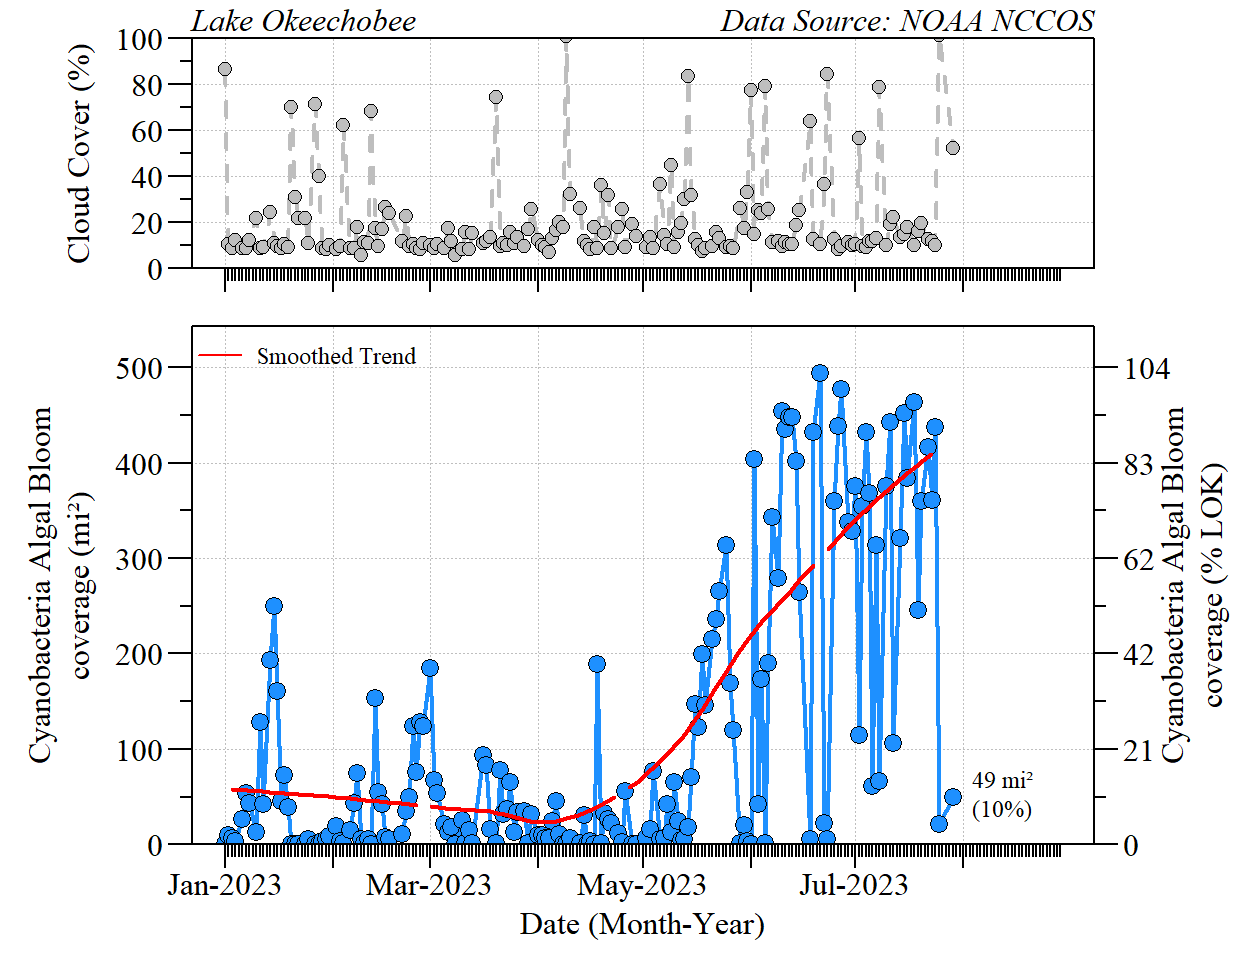 Lake Okeechobee
Data Source: NOAA NCCOS
Cloud Cover (%)
100
80
60
40
20
0
Smoothed Trend
Cyanobacteria Algal Bloom
coverage (mi²)
500
400
300
200
100
0
104
83
62
42
21
0
Cyanobacteria Algal Bloom
coverage (% LOK)
49 mi²
(10%)
Jan-2023
Mar-2023
May-2023
Jul-2023
Date (Month-Year)